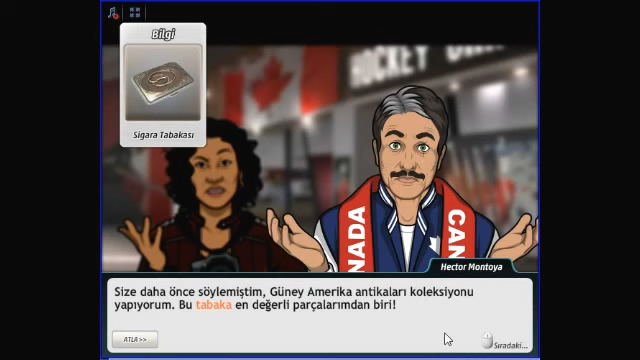 Bilgi
HOCKEY
Sigara Tabakası
NADA
CAN
Hector Montoya
Size daha önce söylemiştim, Güney Amerika antikaları koleksiyonu
yapıyorum. Bu tabaka en değerli parçalarımdan biri!
ATLA >>
Sıradaki...